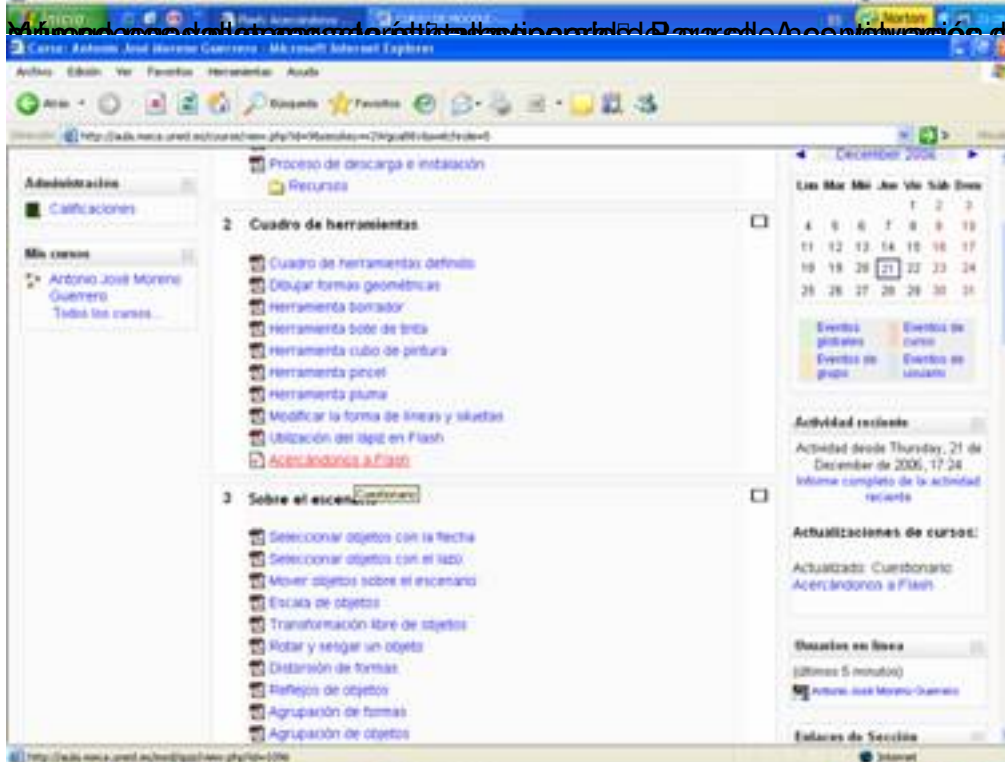 Inicio
Norton
Curso: Antonio José Moreno Guerrero - Microsoft Internet Explorer
Archivo Edición Ver Favoritos Herramientas Ayuda
Atrás Búsqueda Favoritos
Administración
Calificaciones
Mis cursos
Antonio José Moreno
Guerrero
Todos los cursos...
Proceso de descarga e instalación
Recursos
2 Cuadro de herramientas
Cuadro de herramientas definido
Dibujar formas geométricas
Herramienta borrador
Herramienta bote de tinta
Herramienta cubo de pintura
Herramienta pincel
Herramienta pluma
Modificar la forma de líneas y siluetas
Utilización del lápiz en Flash
Acercándonos a Flash
Cuestionario
3 Sobre el escenario
Seleccionar objetos con la flecha
Seleccionar objetos con el lazo
Mover objetos sobre el escenario
Escala de objetos
Transformación libre de objetos
Rotar y sesgar un objeto
Distorsión de formas
Reflejos de objetos
Agrupación de formas
Agrupación de objetos
December 2006
Lun Mar Mié Jue Vie Sáb Dom
1 2 3
4 5 6 7 8 9 10
11 12 13 14 15 16 17
18 19 20 21 22 23 24
25 26 27 28 29 30 31
Eventos globales
Eventos de curso
Eventos de grupo
Eventos de usuario
Actividad reciente
Actividad desde Thursday, 21 de
December de 2006, 17:24
Informe completo de la actividad
reciente
Actualizaciones de cursos:
Actualizado: Cuestionario
Acercándonos a Flash
Usuarios en línea
(últimos 5 minutos)
Antonio José Moreno Guerrero
Enlaces de Sección
Internet